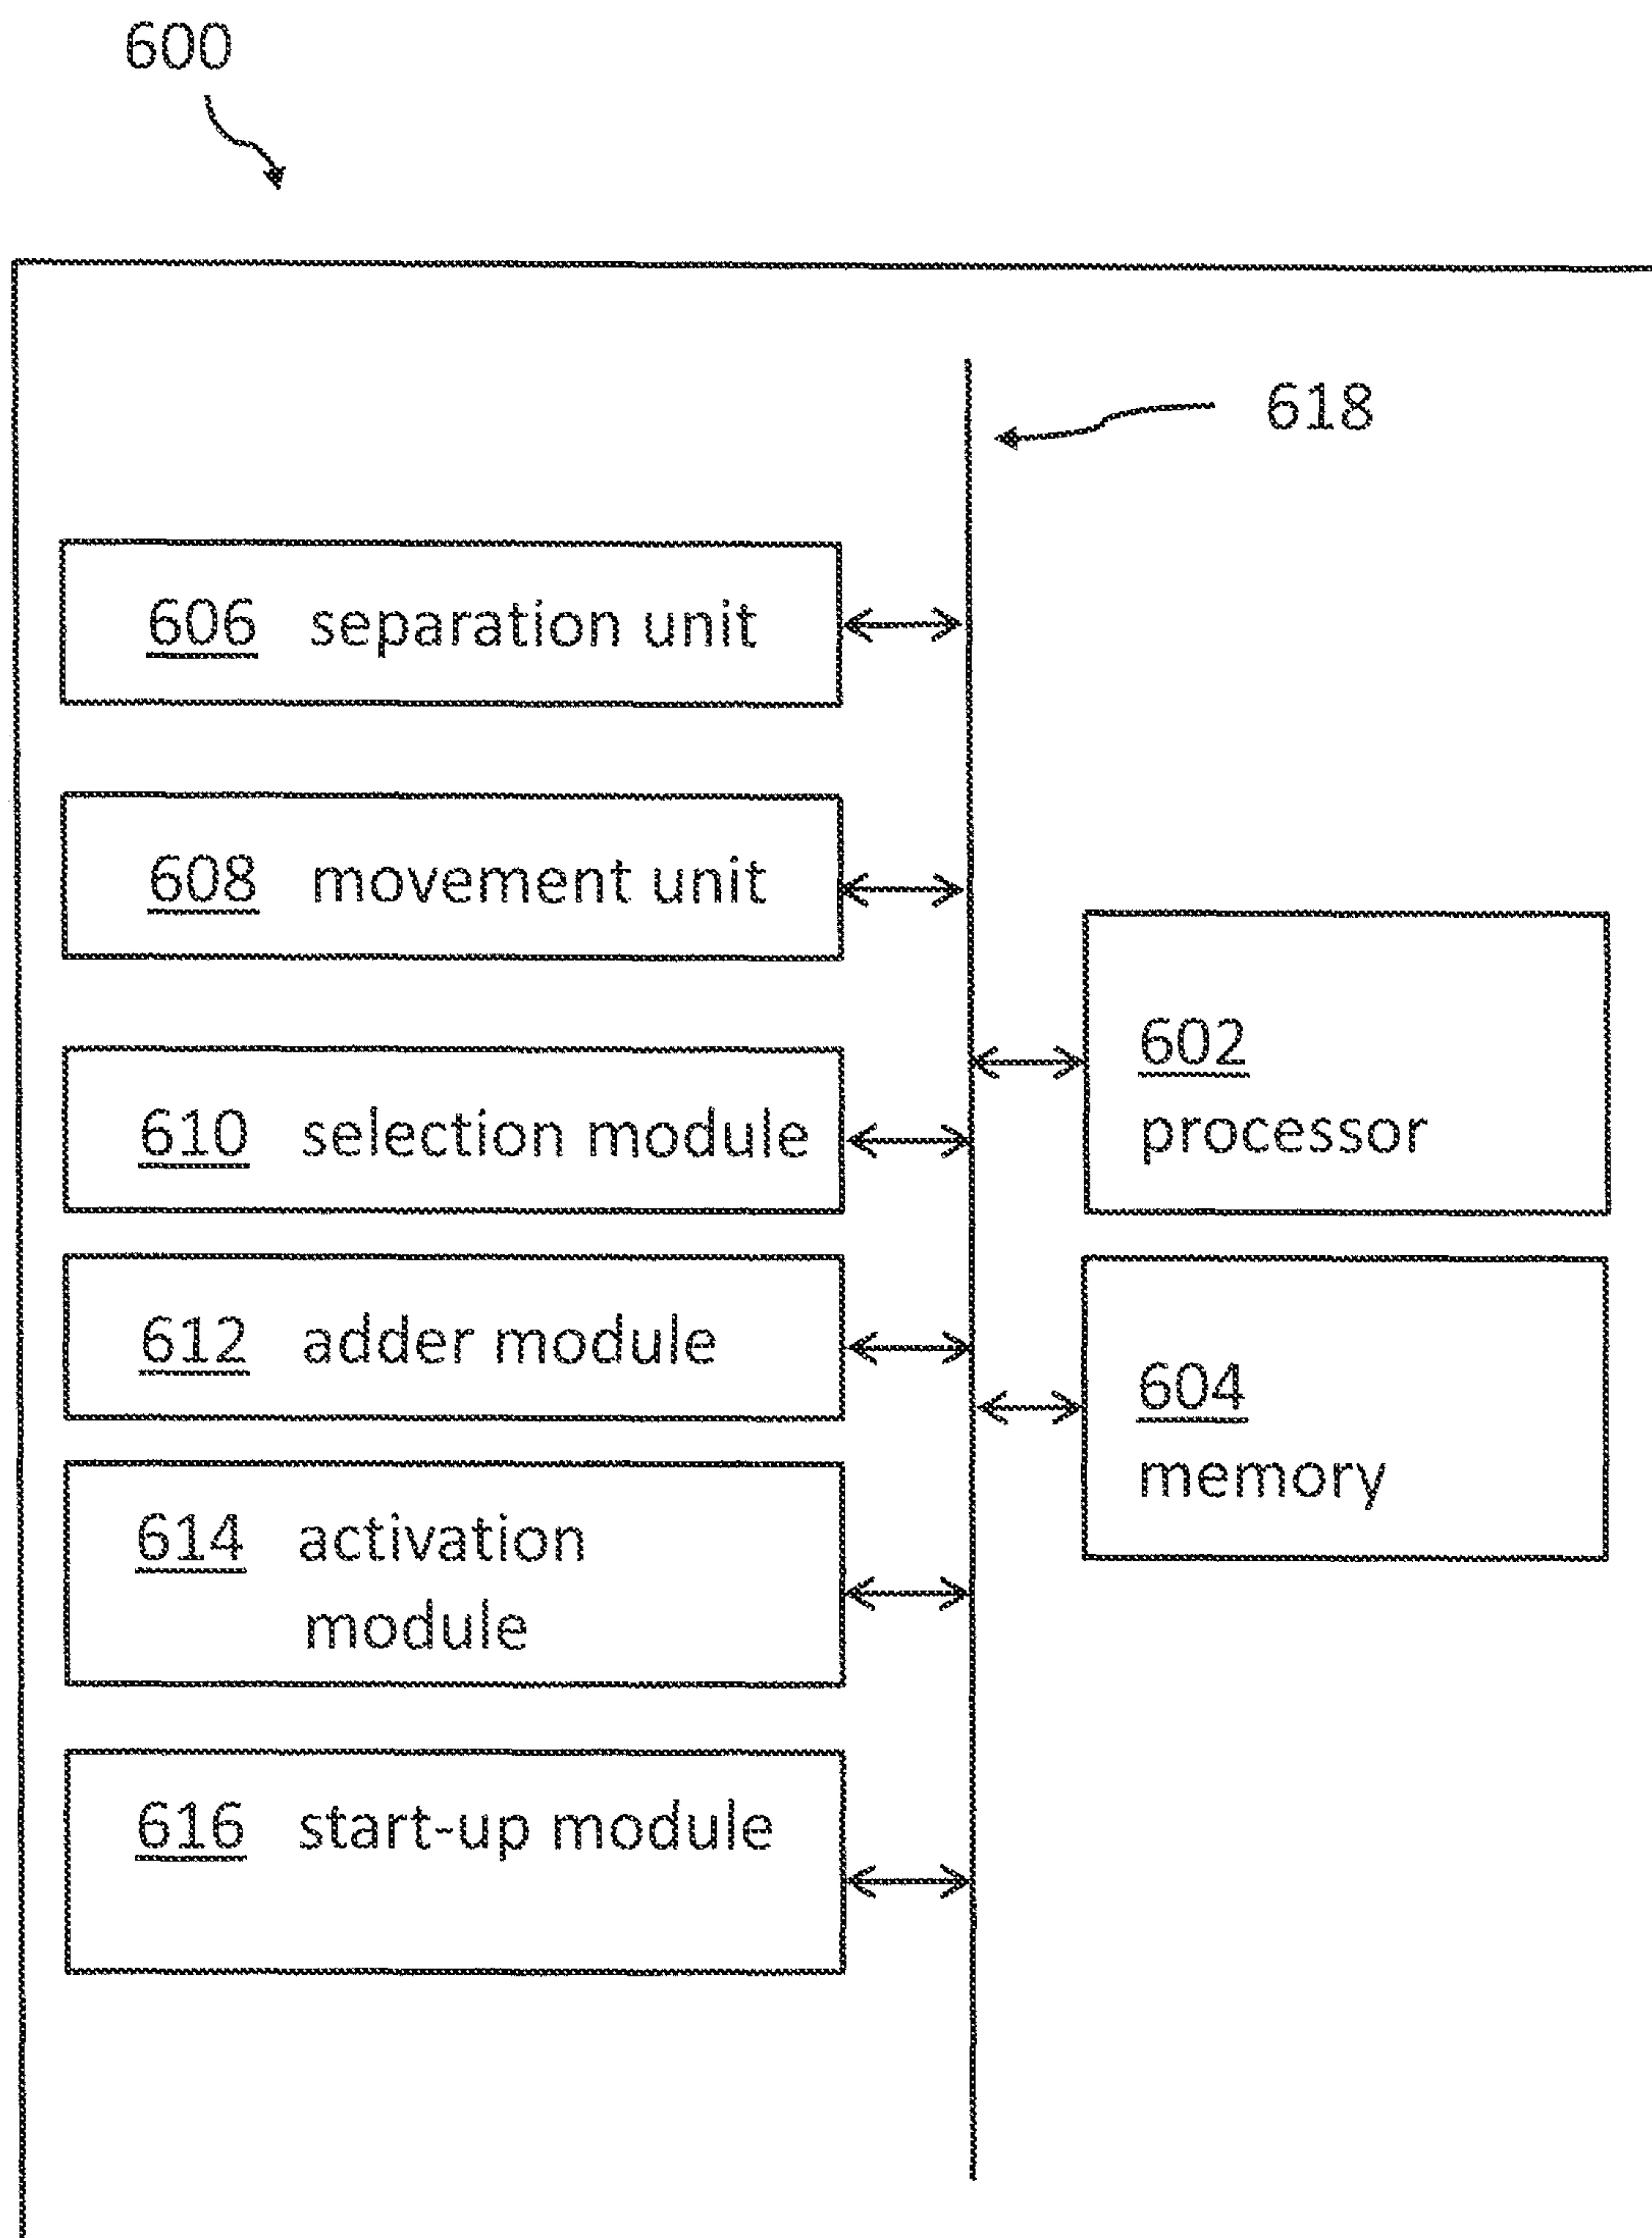 600
618
606 separation unit
608 movement unit
602
processor
610 selection module
612 adder module
604
memory
614 activation
module
616 start-up module